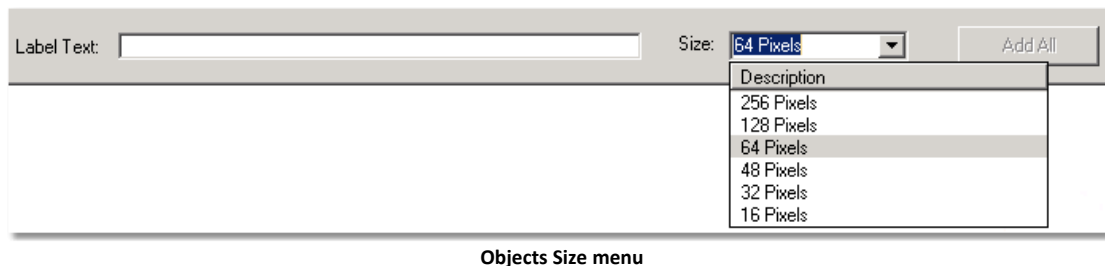 Label Text: Size: 64 Pixels Add All
Description
256 Pixels
128 Pixels
64 Pixels
48 Pixels
32 Pixels
16 Pixels
Objects Size menu